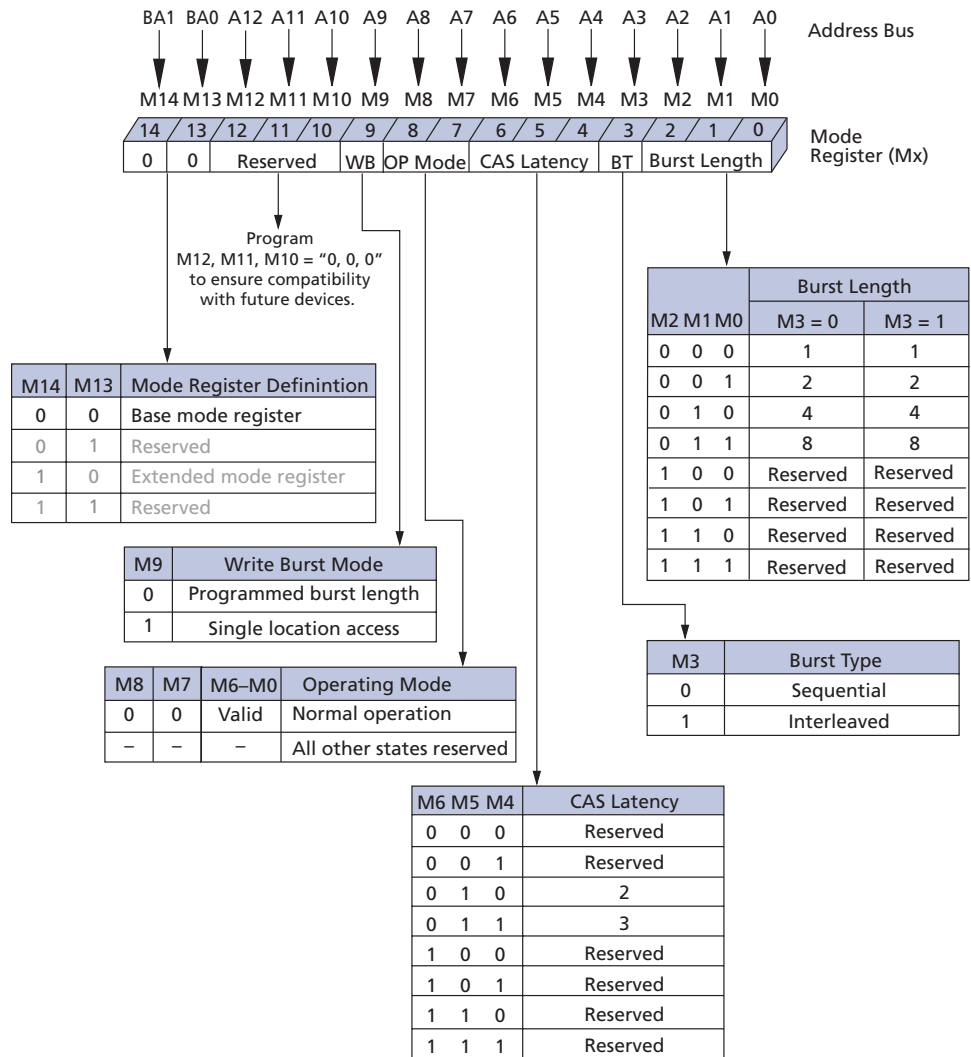 BA1 BA0 A12 A11 A10 A9 A8 A7 A6 A5 A4 A3 A2 A1 A0
Address Bus
M14 M13 M12 M11 M10 M9 M8 M7 M6 M5 M4 M3 M2 M1 M0
14 13 12 11 10 9 8 7 6 5 4 3 2 1 0
Mode
Register (Mx)
0 0 Reserved WB OP Mode CAS Latency BT Burst Length
Program
M12, M11, M10 = “0, 0, 0”
to ensure compatibility
with future devices.
Burst Length
M2 M1 M0 M3 = 0 M3 = 1
0 0 0 1 1
0 0 1 2 2
0 1 0 4 4
0 1 1 8 8
1 0 0 Reserved Reserved
1 0 1 Reserved Reserved
1 1 0 Reserved Reserved
1 1 1 Reserved Reserved
M14 M13 Mode Register Definintion
0 0 Base mode register
0 1 Reserved
1 0 Extended mode register
1 1 Reserved
M9 Write Burst Mode
0 Programmed burst length
1 Single location access
M3 Burst Type
0 Sequential
1 Interleaved
M8 M7 M6–M0 Operating Mode
0 0 Valid Normal operation
– – – All other states reserved
M6 M5 M4 CAS Latency
0 0 0 Reserved
0 0 1 Reserved
0 1 0 2
0 1 1 3
1 0 0 Reserved
1 0 1 Reserved
1 1 0 Reserved
1 1 1 Reserved